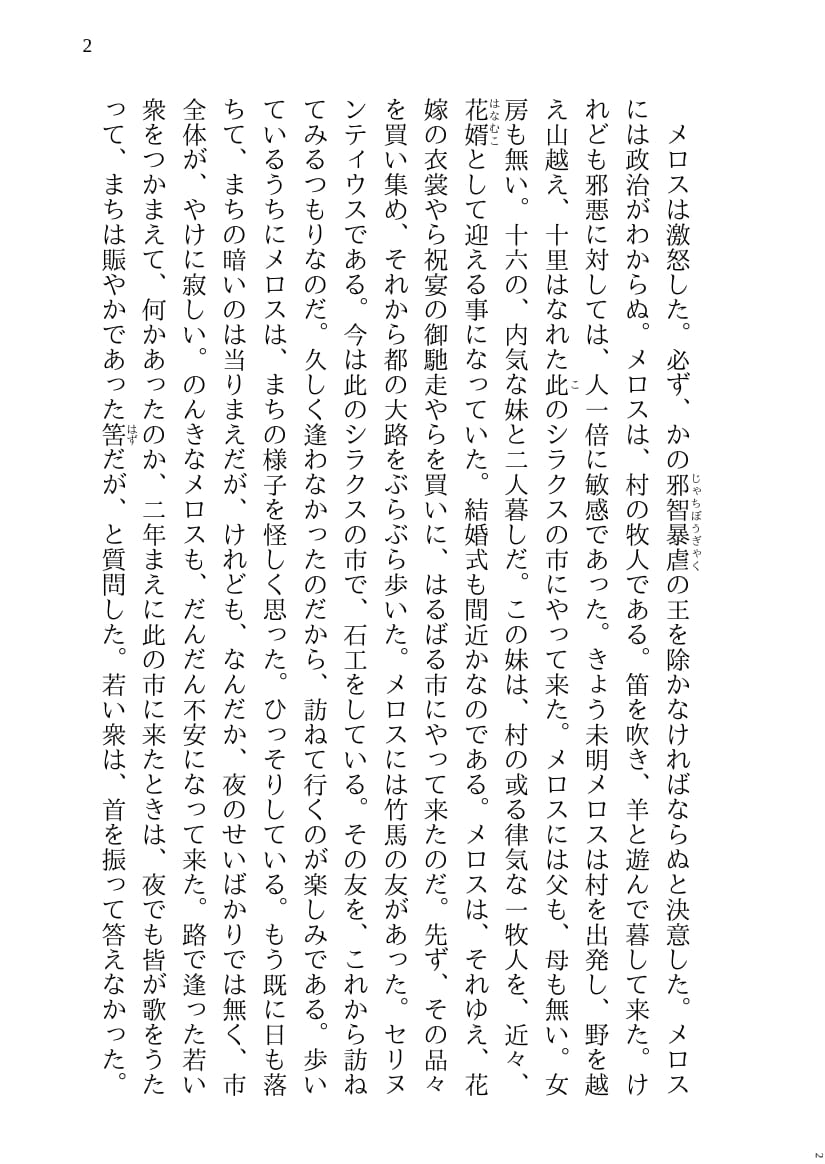 2
メロスは激怒した。必ず、かの邪智暴虐の王を除かなければならぬと決意した。メロス
じゃちぼうぎゃく
には政治がわからぬ。メロスは、村の牧人である。笛を吹き、羊と遊んで暮して来た。け
れども邪悪に対しては、人一倍に敏感であった。きょう未明メロスは村を出発し、野を越
え山越え、十里はなれた此のシラクスの市にやって来た。メロスには父も、母も無い。女
こ
房も無い。十六の、内気な妹と二人暮しだ。この妹は、村の或る律気な一牧人を、近々、
花婿として迎える事になっていた。結婚式も間近かなのである。メロスは、それゆえ、花
はなむこ
嫁の衣裳やら祝宴の御馳走やらを買いに、はるばる市にやって来たのだ。先ず、その品々
を買い集め、それから都の大路をぶらぶら歩いた。メロスには竹馬の友があった。セリヌ
ンティウスである。今は此のシラクスの市で、石工をしている。その友を、これから訪ね
てみるつもりなのだ。久しく逢わなかったのだから、訪ねて行くのが楽しみである。歩い
ているうちにメロスは、まちの様子を怪しく思った。ひっそりしている。もう既に日も落
ちて、まちの暗いのは当りまえだが、けれども、なんだか、夜のせいばかりでは無く、市
全体が、やけに寂しい。のんきなメロスも、だんだん不安になって来た。路で逢った若い
衆をつかまえて、何かあったのか、二年まえに此の市に来たときは、夜でも皆が歌をうた
って、まちは賑やかであった筈だが、と質問した。若い衆は、首を振って答えなかった。
はず
2